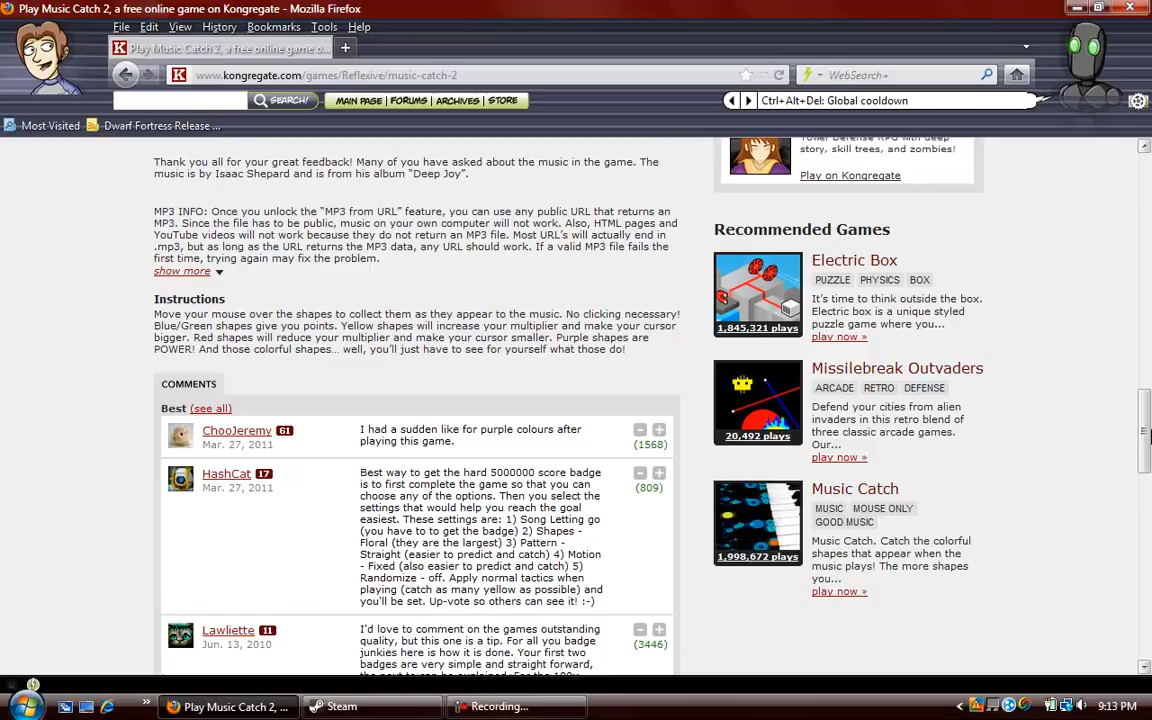 Play Music Catch 2, a free online game on Kongregate - Mozilla Firefox
File Edit View History Bookmarks Tools Help
Play Music Catch 2, a free online game o...
www.kongregate.com/games/Reflexive/music-catch-2
WebSearch+
SEARCH!
MAIN PAGE | FORUMS | ARCHIVES | STORE
Ctrl+Alt+Del: Global cooldown
Most Visited
Dwarf Fortress Release ...
Thank you all for your great feedback! Many of you have asked about the music in the game. The
music is by Isaac Shepard and is from his album “Deep Joy”.
MP3 INFO: Once you unlock the “MP3 from URL” feature, you can use any public URL that returns an
MP3. Since the file has to be public, music on your own computer will not work. Also, HTML pages and
YouTube videos will not work because they do not return an MP3 file. Most URL’s will actually end in
.mp3, but as long as the URL returns the MP3 data, any URL should work. If a valid MP3 file fails the
first time, trying again may fix the problem.
show more
Instructions
Move your mouse over the shapes to collect them as they appear to the music. No clicking necessary!
Blue/Green shapes give you points. Yellow shapes will increase your multiplier and make your cursor
bigger. Red shapes will reduce your multiplier and make your cursor smaller. Purple shapes are
POWER! And those colorful shapes... well, you’ll just have to see for yourself what those do!
COMMENTS
Best (see all)
ChooJeremy 61
Mar. 27, 2011
I had a sudden like for purple colours after
playing this game.
(1568)
HashCat 17
Mar. 27, 2011
Best way to get the hard 5000000 score badge
is to first complete the game so that you can
choose any of the options. Then you select the
settings that would help you reach the goal
easiest. These settings are: 1) Song Letting go
(you have to to get the badge) 2) Shapes -
Floral (they are the largest) 3) Pattern -
Straight (easier to predict and catch) 4) Motion
- Fixed (also easier to predict and catch) 5)
Randomize - off. Apply normal tactics when
playing (catch as many yellow as possible) and
you'll be set. Up-vote so others can see it! :-)
(809)
Lawliette 11
Jun. 13, 2010
I'd love to comment on the games outstanding
quality, but this one is a tip. For all you badge
junkies here is how it is done. Your first two
badges are very simple and straight forward,
(3446)
Tower Defense RPG with deep
story, skill trees, and zombies!
Play on Kongregate
Recommended Games
Electric Box
PUZZLE PHYSICS BOX
It’s time to think outside the box.
Electric box is a unique styled
puzzle game where you...
play now »
1,845,321 plays
Missilebreak Outvaders
ARCADE RETRO DEFENSE
Defend your cities from alien
invaders in this retro blend of
three classic arcade games.
Our...
play now »
20,492 plays
Music Catch
MUSIC MOUSE ONLY
GOOD MUSIC
Music Catch. Catch the colorful
shapes that appear when the
music plays! The more shapes
you...
play now »
1,998,672 plays
Play Music Catch 2, ...
Steam
Recording...
9:13 PM